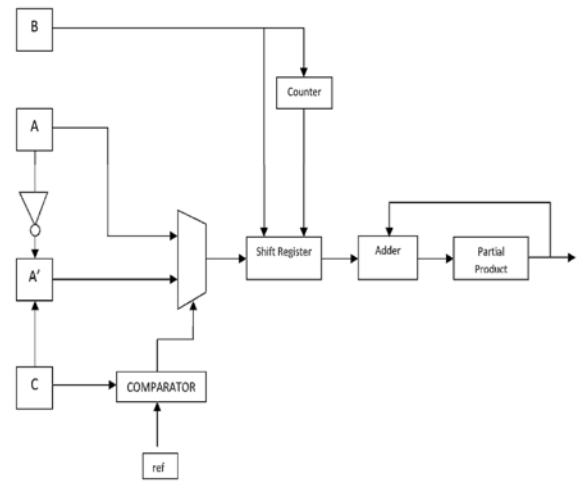 B
Counter
A
Shift Register
Adder
Partial
Product
A'
C
COMPARATOR
ref